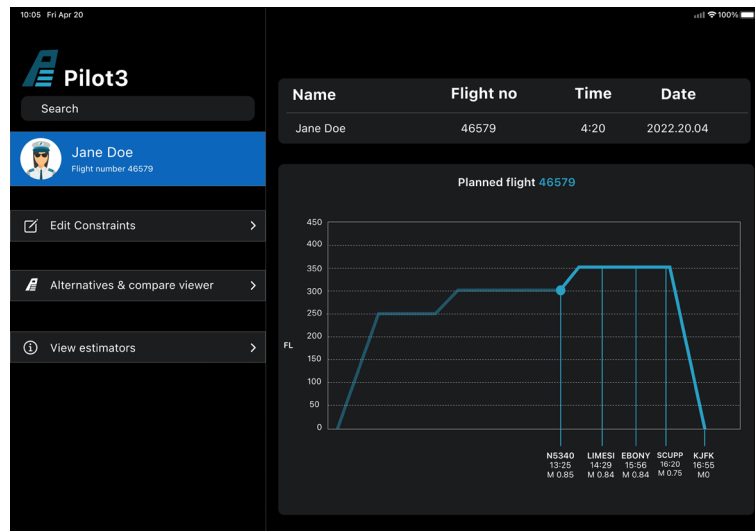 10:05 Fri Apr 20
100%
Pilot3
Search
Jane Doe
Flight number 46579
Edit Constraints
Alternatives & compare viewer
View estimators
Name Flight no Time Date
Jane Doe 46579 4:20 2022.20.04
Planned flight 46579
450
400
350
300
250
200
FL
150
100
50
0
N5340 LIMESI EBONY SCUPP KJFK
13:25 14:29 15:56 16:20 16:55
M 0.85 M 0.84 M 0.84 M 0.75 M0